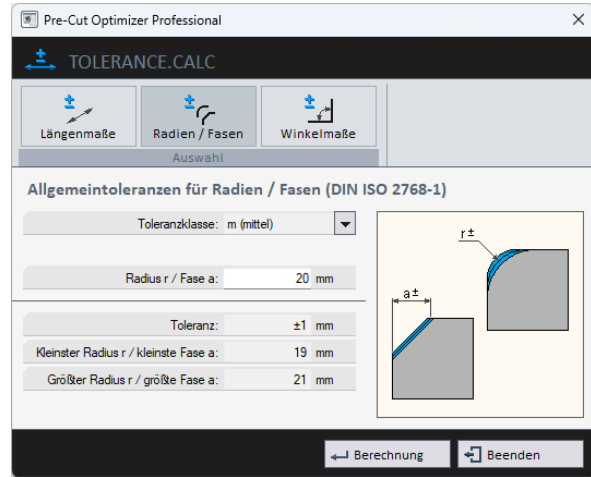 Pre-Cut Optimizer Professional
TOLERANCE.CALC
Längenmaße
Radien / Fasen
Winkelmaße
Auswahl
Allgemeintoleranzen für Radien / Fasen (DIN ISO 2768-1)
Toleranzklasse: m (mittel)
Radius r / Fase a: 20 mm
Toleranz: ±1 mm
Kleinster Radius r / kleinste Fase a: 19 mm
Größter Radius r / größte Fase a: 21 mm
r±
a±
Berechnung
Beenden